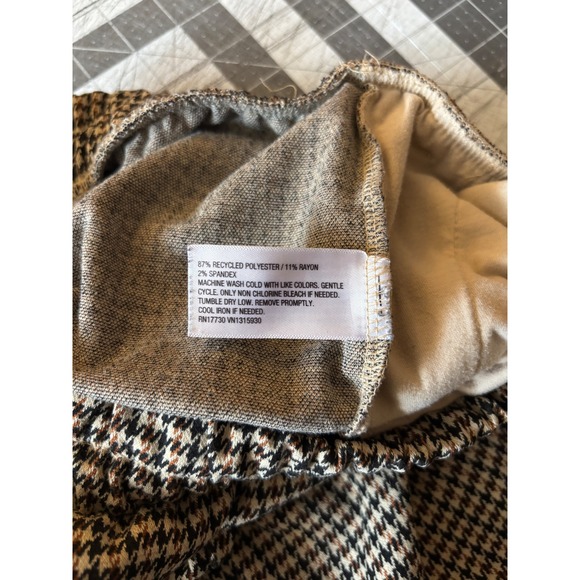 87% RECYCLED POLYESTER / 11% RAYON
2% SPANDEX
MACHINE WASH COLD WITH LIKE COLORS. GENTLE
CYCLE. ONLY NON CHLORINE BLEACH IF NEEDED.
TUMBLE DRY LOW. REMOVE PROMPTLY.
COOL IRON IF NEEDED.
RN17730 VN1315930